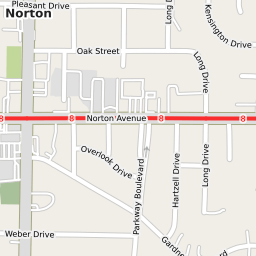 Pleasant Drive
Norton
Long Drive
Kensington Drive
Oak Street
Long Drive
8
8
Norton Avenue
8
8
Overlook Drive
Parkway Boulevard
Hartzell Drive
Long Drive
Weber Drive